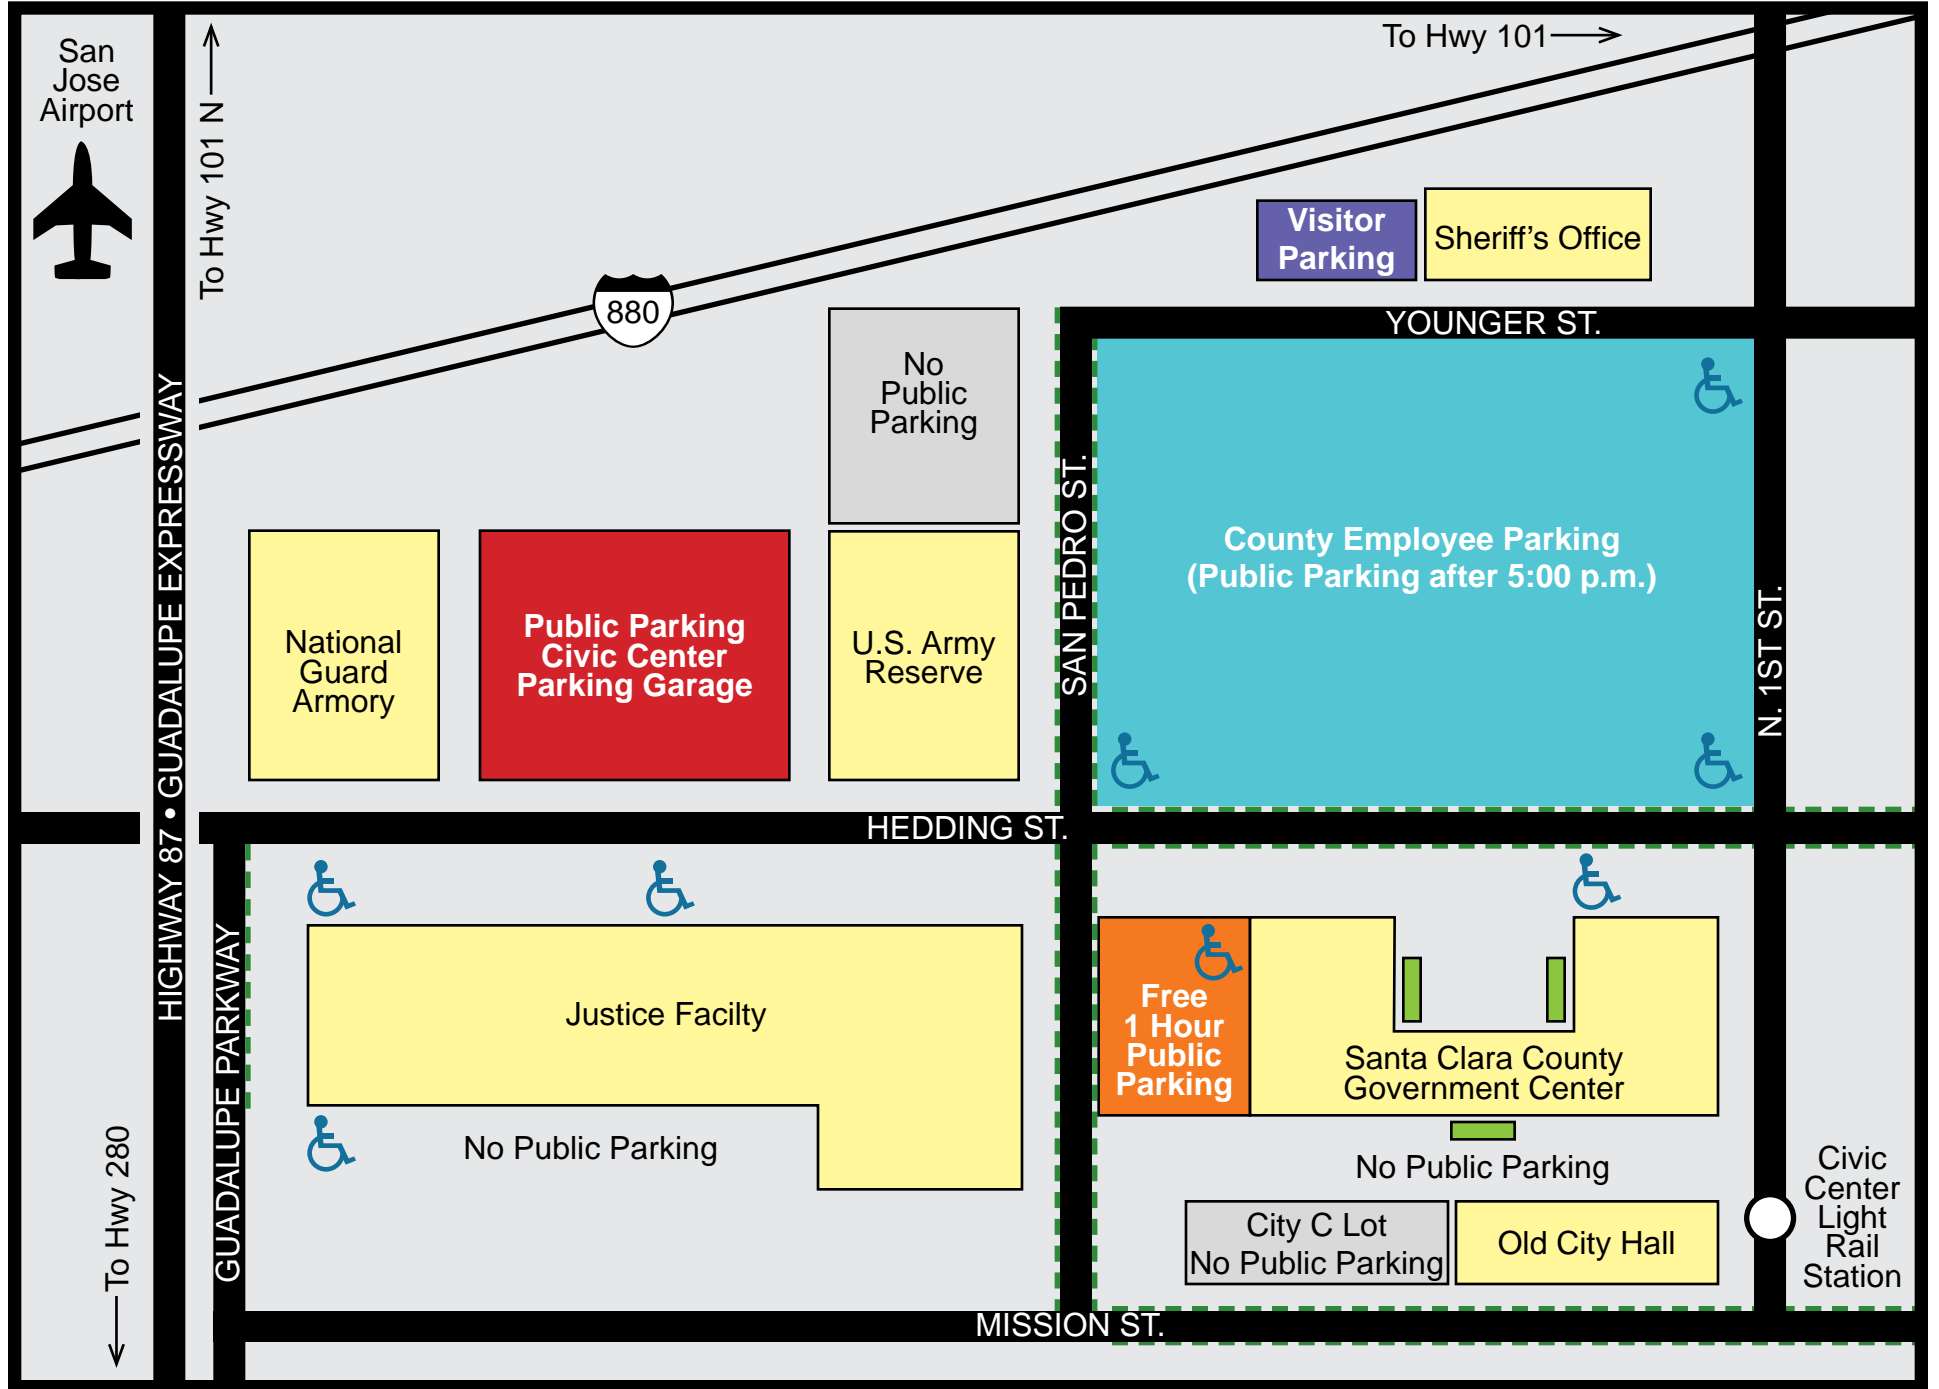 San
Jose
Airport
To Hwy 101 N
To Hwy 101
880
Visitor
Parking
Sheriff's Office
YOUNGER ST.
No
Public
Parking
HIGHWAY 87 • GUADALUPE EXPRESSWAY
SAN PEDRO ST.
County Employee Parking
(Public Parking after 5:00 p.m.)
N. 1ST ST.
National
Guard
Armory
Public Parking
Civic Center
Parking Garage
U.S. Army
Reserve
HEDDING ST.
GUADALUPE PARKWAY
Justice Facilty
No Public Parking
Free
1 Hour
Public
Parking
Santa Clara County
Government Center
No Public Parking
City C Lot
No Public Parking
Old City Hall
Civic
Center
Light
Rail
Station
To Hwy 280
MISSION ST.